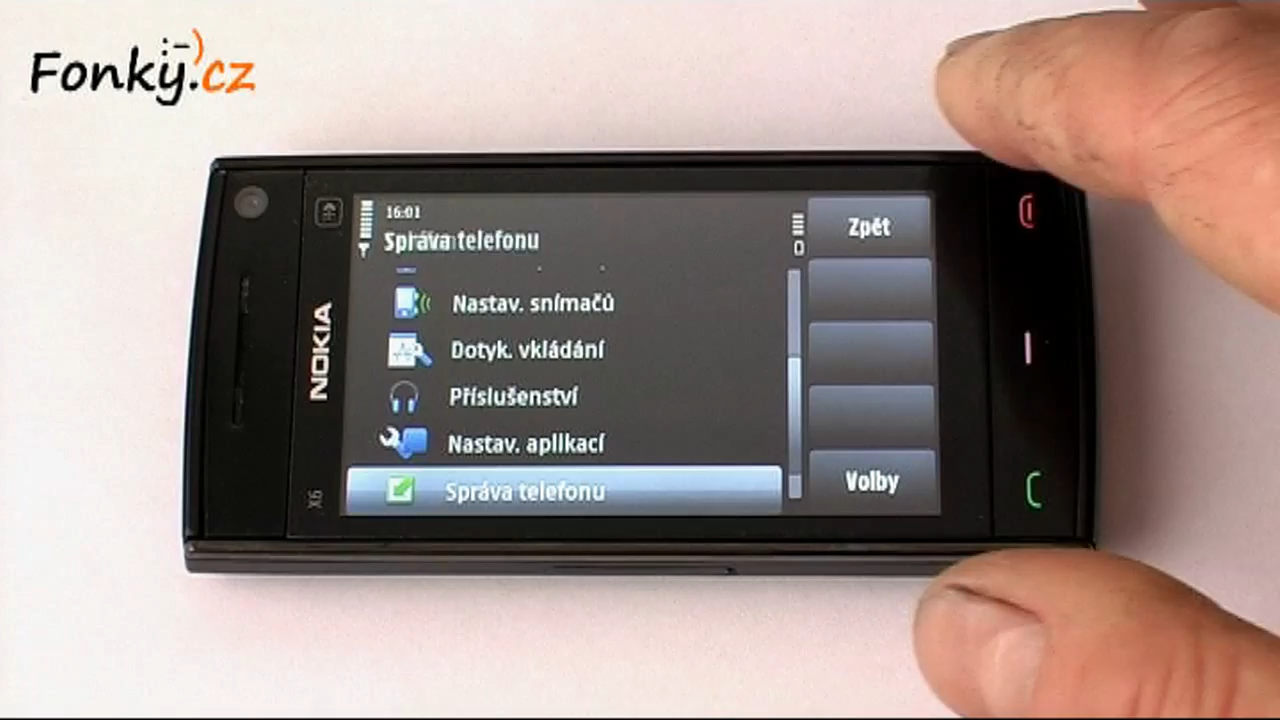 Fonky.cz
NOKIA
X6
16:01
Správa telefonu
Nastav. snímačů
Dotyk. vkládání
Příslušenství
Nastav. aplikací
Správa telefonu
Zpět
Volby